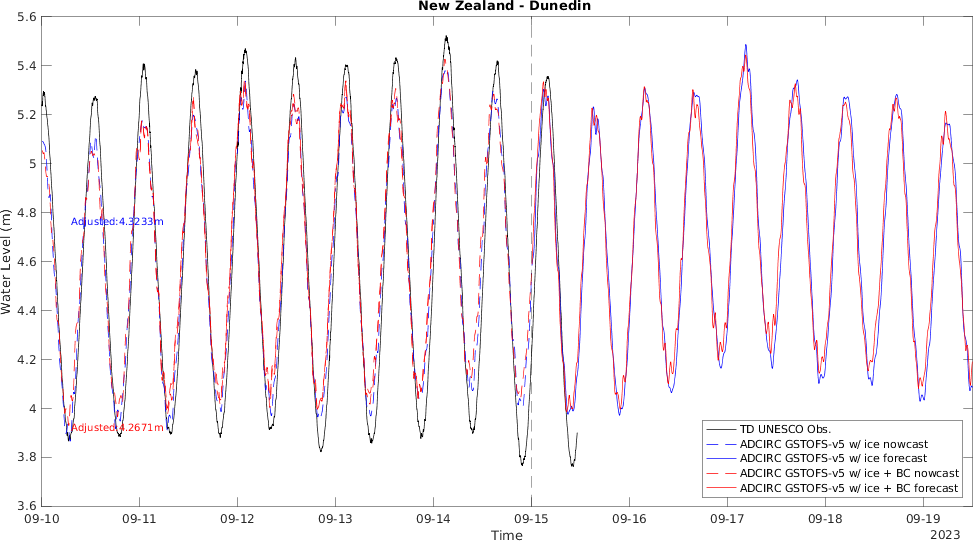 New Zealand - Dunedin
5.6
5.4
5.2
5
4.8
4.6
4.4
4.2
4
3.8
3.6
Water Level (m)
Adjusted:4.3233m
Adjusted:4.2671m
TD UNESCO Obs.
ADCIRC GSTOFS-v5 w/ ice nowcast
ADCIRC GSTOFS-v5 w/ ice forecast
ADCIRC GSTOFS-v5 w/ ice + BC nowcast
ADCIRC GSTOFS-v5 w/ ice + BC forecast
09-10 09-11 09-12 09-13 09-14 09-15 09-16 09-17 09-18 09-19
Time
2023